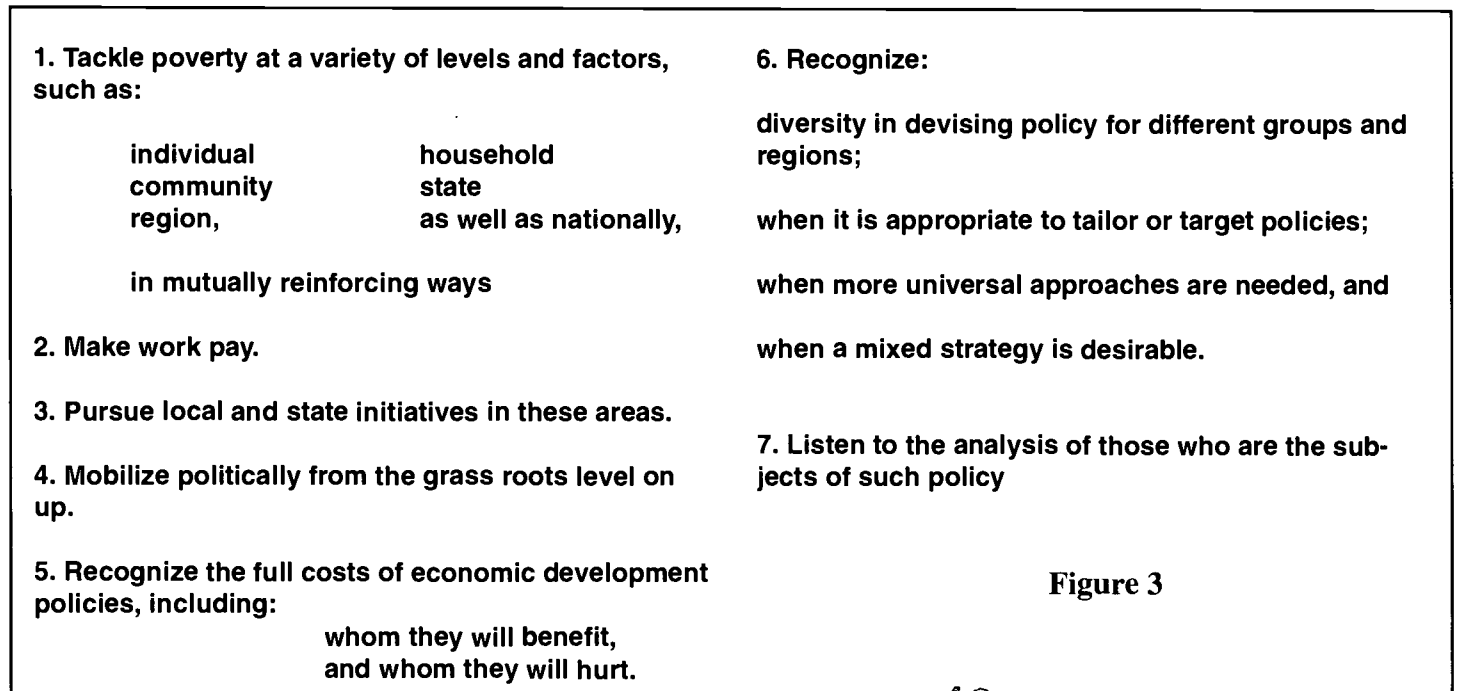 1. Tackle poverty at a variety of levels and factors,
such as:
individual household
community state
region, as well as nationally,
in mutually reinforcing ways
2. Make work pay.
3. Pursue local and state initiatives in these areas.
4. Mobilize politically from the grass roots level on
up.
5. Recognize the full costs of economic development
policies, including:
whom they will benefit,
and whom they will hurt.
6. Recognize:
diversity in devising policy for different groups and
regions;
when it is appropriate to tailor or target policies;
when more universal approaches are needed, and
when a mixed strategy is desirable.
7. Listen to the analysis of those who are the sub-
jects of such policy
Figure 3